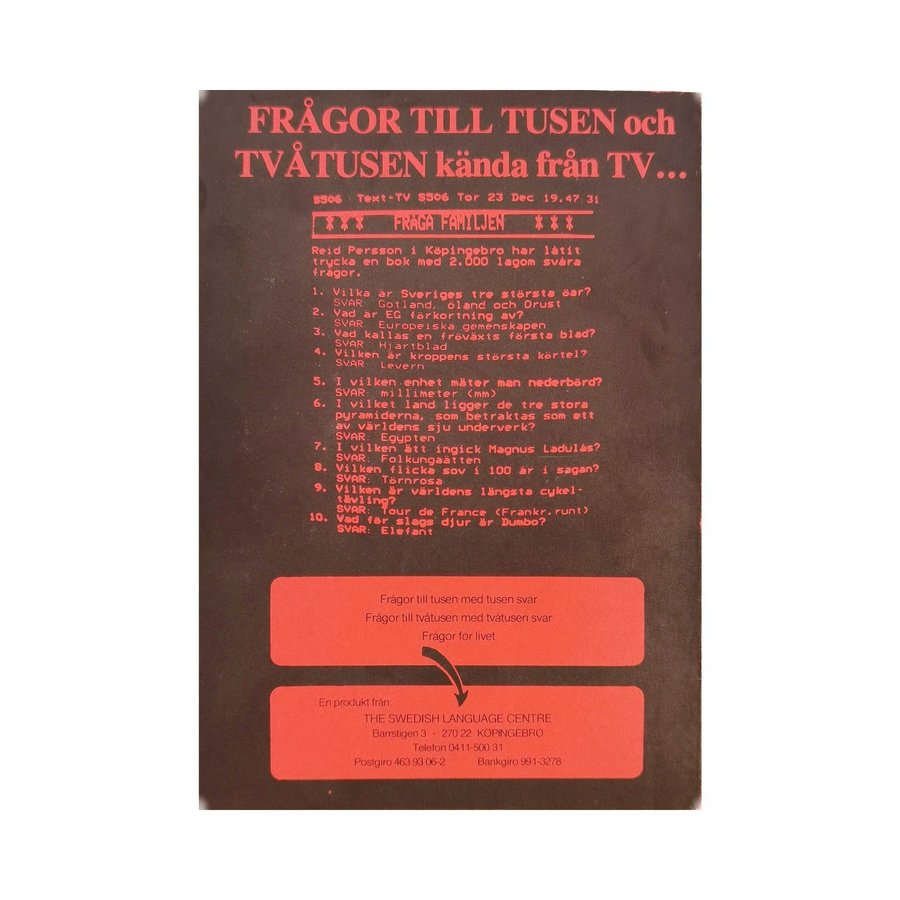 FRÅGOR TILL TUSEN och
TVÅTUSEN kända från TV...
S506 Text-TV S506 Tor 23 Dec 19.47:31
*** FRÅGA FAMILJEN ***
Reid Persson i Köpingebro har låtit
trycka en bok med 2.000 lagom svåra
frågor.
1. Vilka är Sveriges tre största öar?
SVAR: Gotland, öland och Orust
2. Vad är EG förkortning av?
SVAR: Europeiska gemenskapen
3. Vad kallas en fröväxts första blad?
SVAR: Hjärtblad
4. Vilken är kroppens största körtel?
SVAR: Levern
5. I vilken enhet mäter man nederbörd?
SVAR: millimeter (mm)
6. I vilket land ligger de tre stora
pyramiderna, som betraktas som ett
av världens sju underverk?
SVAR: Egypten
7. I vilken ätt ingick Magnus Ladulås?
SVAR: Folkungaätten
8. Vilken flicka sov i 100 år i sagan?
SVAR: Törnrosa
9. Vilken är världens längsta cykel-
tävling?
SVAR: Tour de France (Frankr.runt)
10. Vad för slags djur är Dumbo?
SVAR: Elefant
Frågor till tusen med tusen svar
Frågor till tvåtusen med tvåtusen svar
Frågor för livet
En produkt från:
THE SWEDISH LANGUAGE CENTRE
Barrstigen 3 - 270 22 KÖPINGEBRO
Telefon 0411-500 31
Postgiro 463 93 06-2 Bankgiro 991-3278